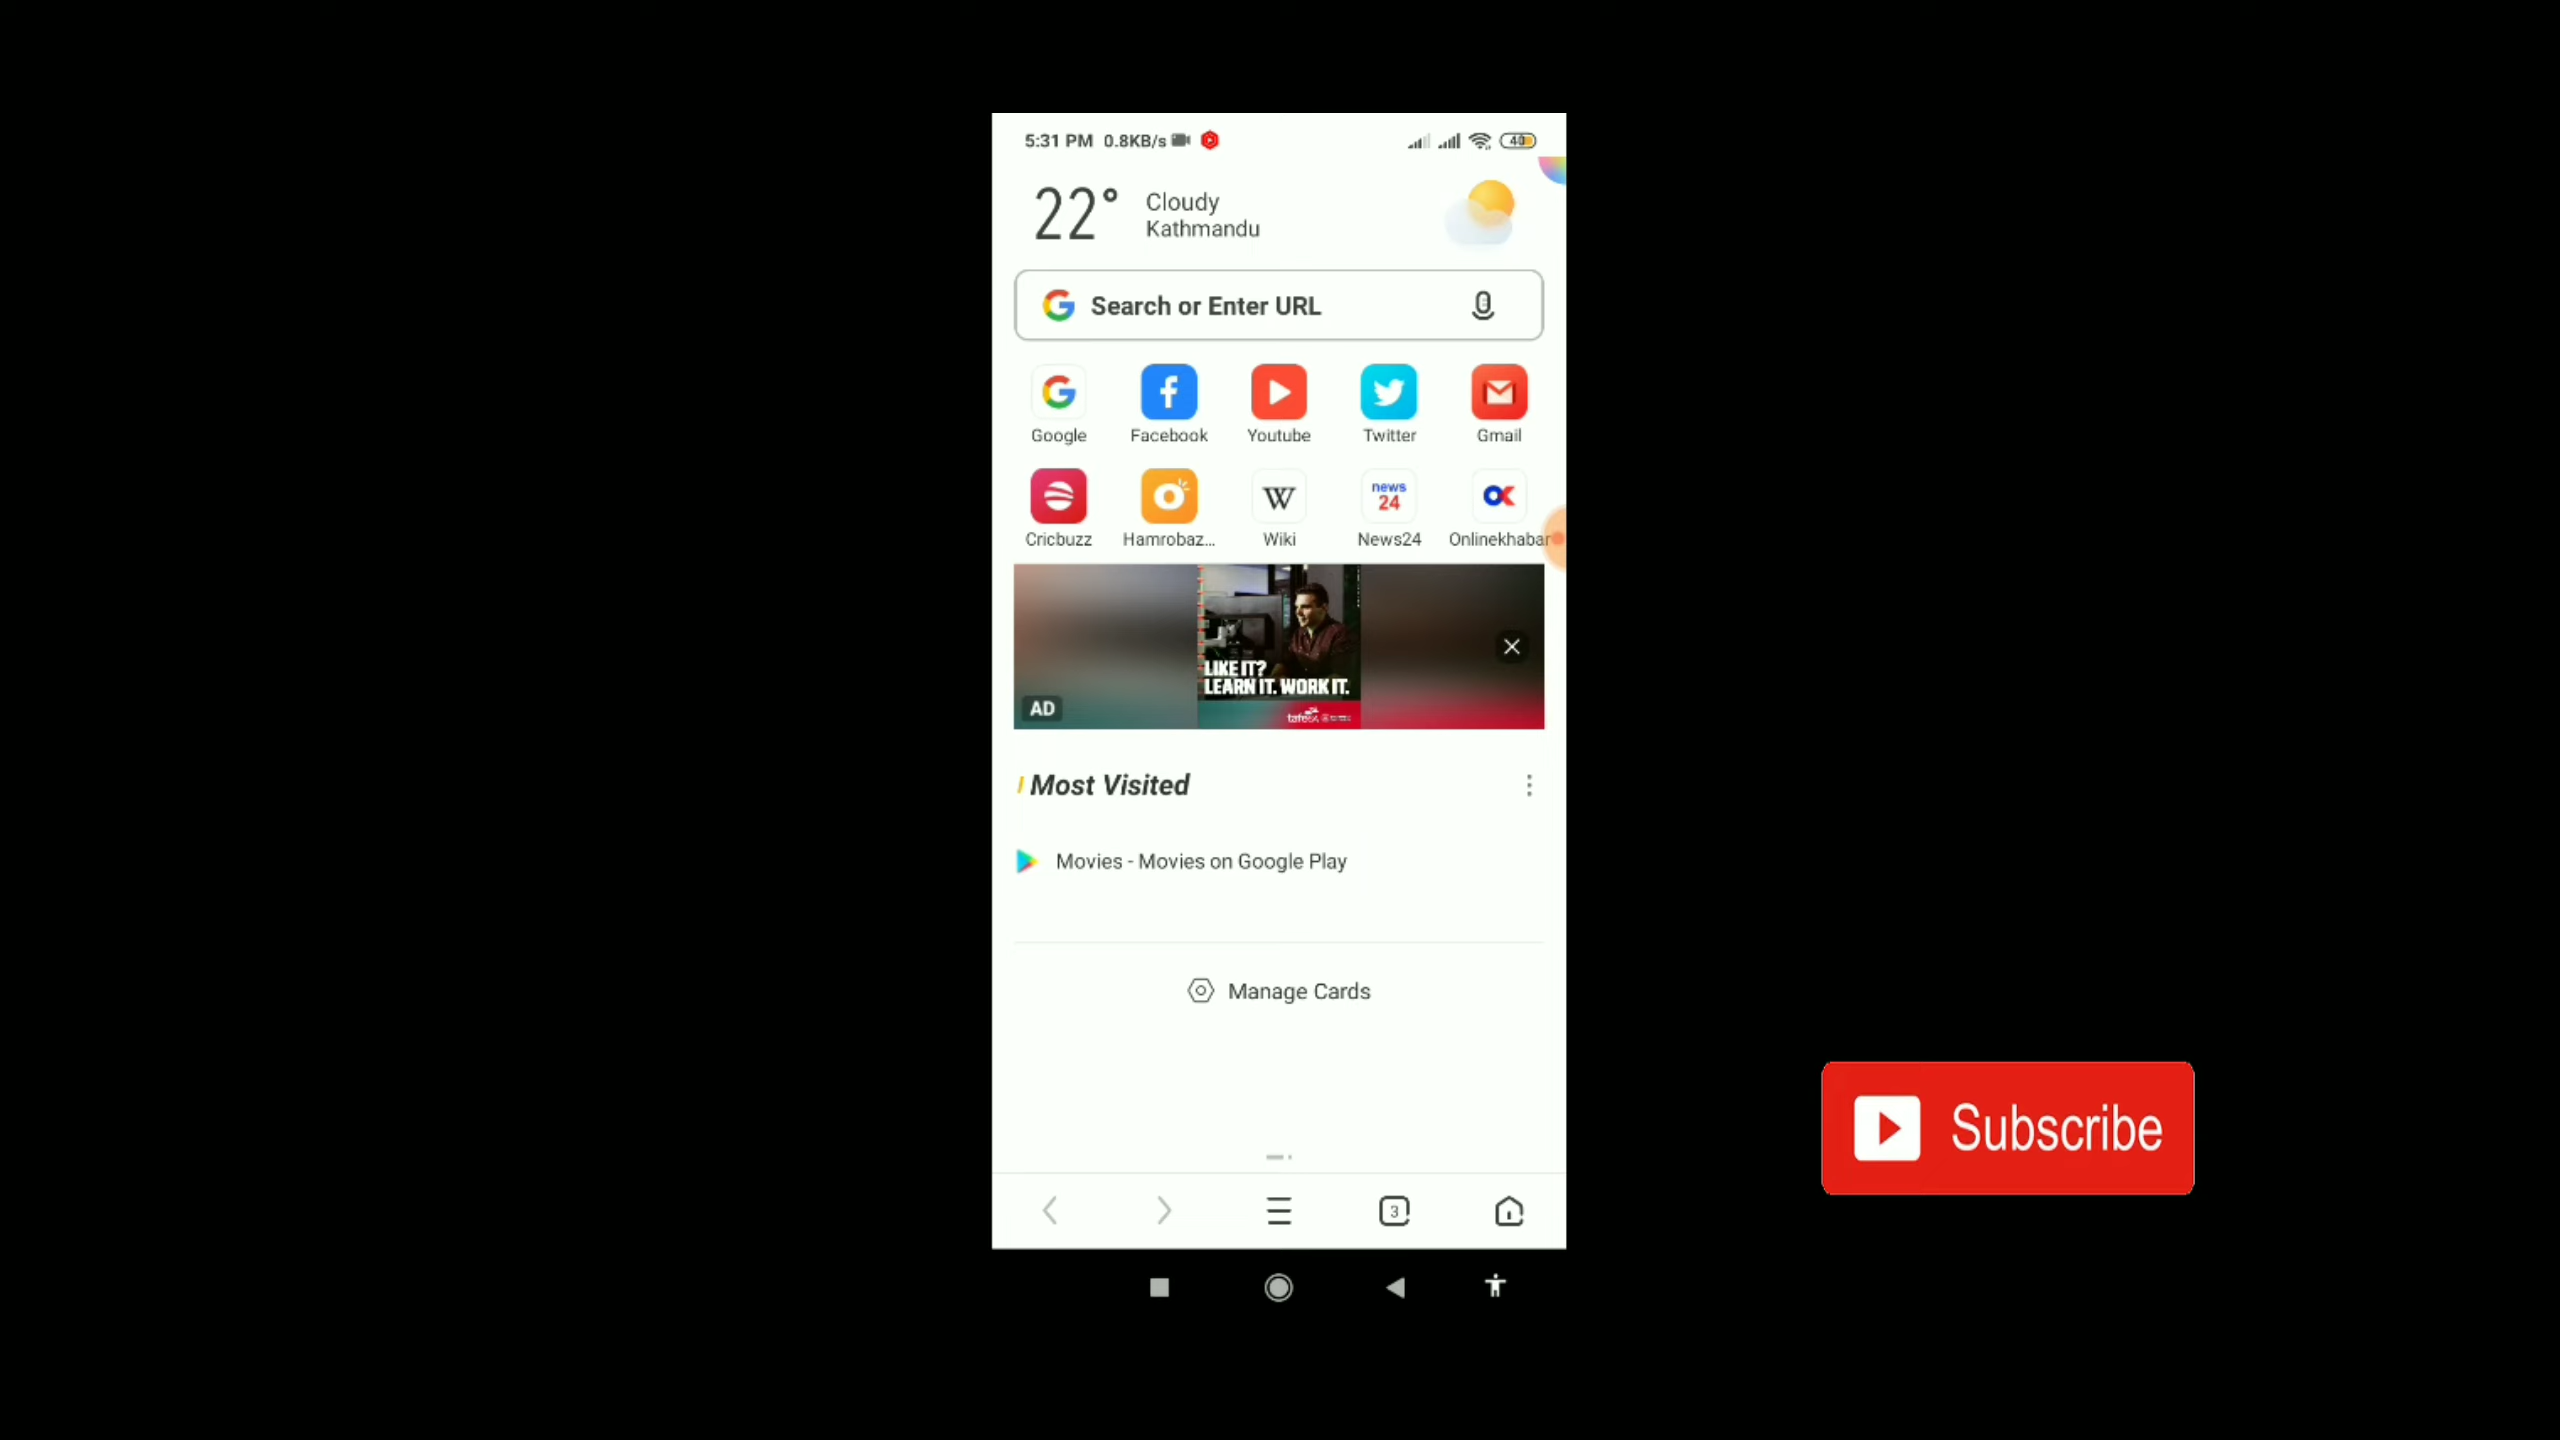 5:31 PM 0.8KB/s 40
22°
Cloudy
Kathmandu
Search or Enter URL
Google Facebook Youtube Twitter Gmail
news
24
Cricbuzz Hamrobaz... Wiki News24 Onlinekhabar
LIKE IT?
LEARN IT. WORK IT.
AD
Most Visited
Movies - Movies on Google Play
Manage Cards
3
Subscribe